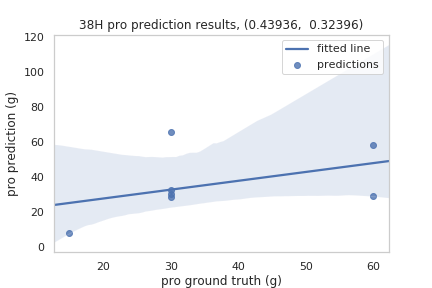 38H pro prediction results, (0.43936,  0.32396)
fitted line
predictions
pro prediction (g)
120
100
80
60
40
20
0
20 30 40 50 60
pro ground truth (g)